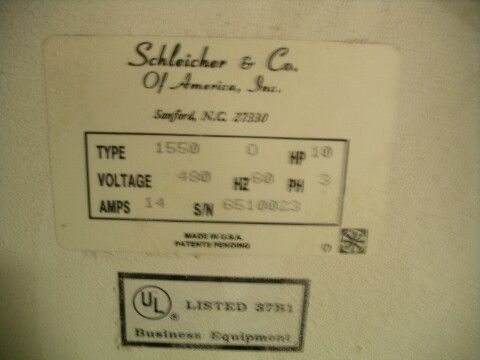 Schleicher & Co.
Of America, Inc.
Sanford, N.C. 27330
TYPE 1550 0 HP 10
VOLTAGE 480 HZ 60 PH 3
AMPS 14 S/N 6510023
MADE IN U.S.A.
PATENTS PENDING
UL ® LISTED 37B1
Business Equipment